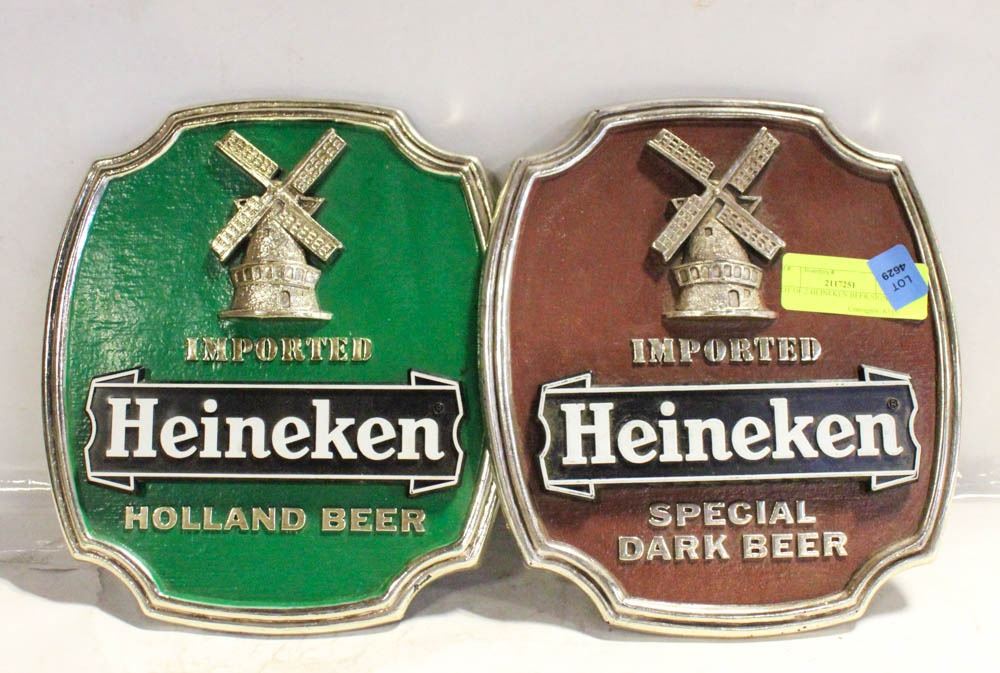 IMPORTED
Heineken®
HOLLAND BEER
IMPORTED
Heineken®
SPECIAL
DARK BEER
2117251
LOT
4629